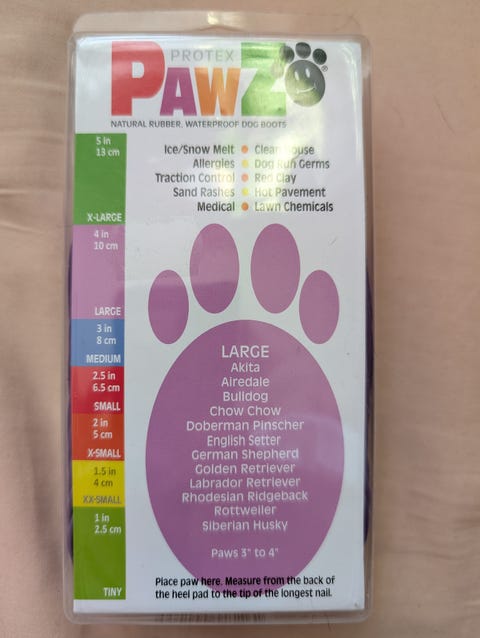 PROTEX
PAWZ
®
NATURAL RUBBER, WATERPROOF DOG BOOTS
Ice/Snow Melt • Clean House
Allergies • Dog Run Germs
Traction Control • Red Clay
Sand Rashes • Hot Pavement
Medical • Lawn Chemicals
5 in
13 cm
X-LARGE
4 in
10 cm
LARGE
3 in
8 cm
MEDIUM
2.5 in
6.5 cm
SMALL
2 in
5 cm
X-SMALL
1.5 in
4 cm
XX-SMALL
1 in
2.5 cm
TINY
LARGE
Akita
Airedale
Bulldog
Chow Chow
Doberman Pinscher
English Setter
German Shepherd
Golden Retriever
Labrador Retriever
Rhodesian Ridgeback
Rottweiler
Siberian Husky
Paws 3" to 4"
Place paw here. Measure from the back of
the heel pad to the tip of the longest nail.